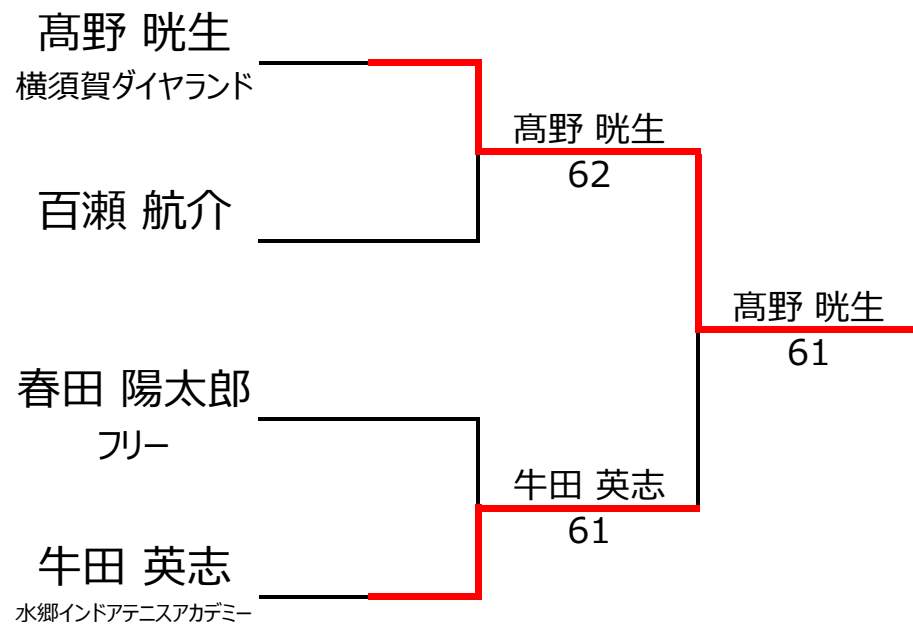 髙野 晄生
横須賀ダイヤランド
髙野 晄生
62
百瀬 航介
髙野 晄生
61
春田 陽太郎
フリー
牛田 英志
61
牛田 英志
水郷インドアテニスアカデミー